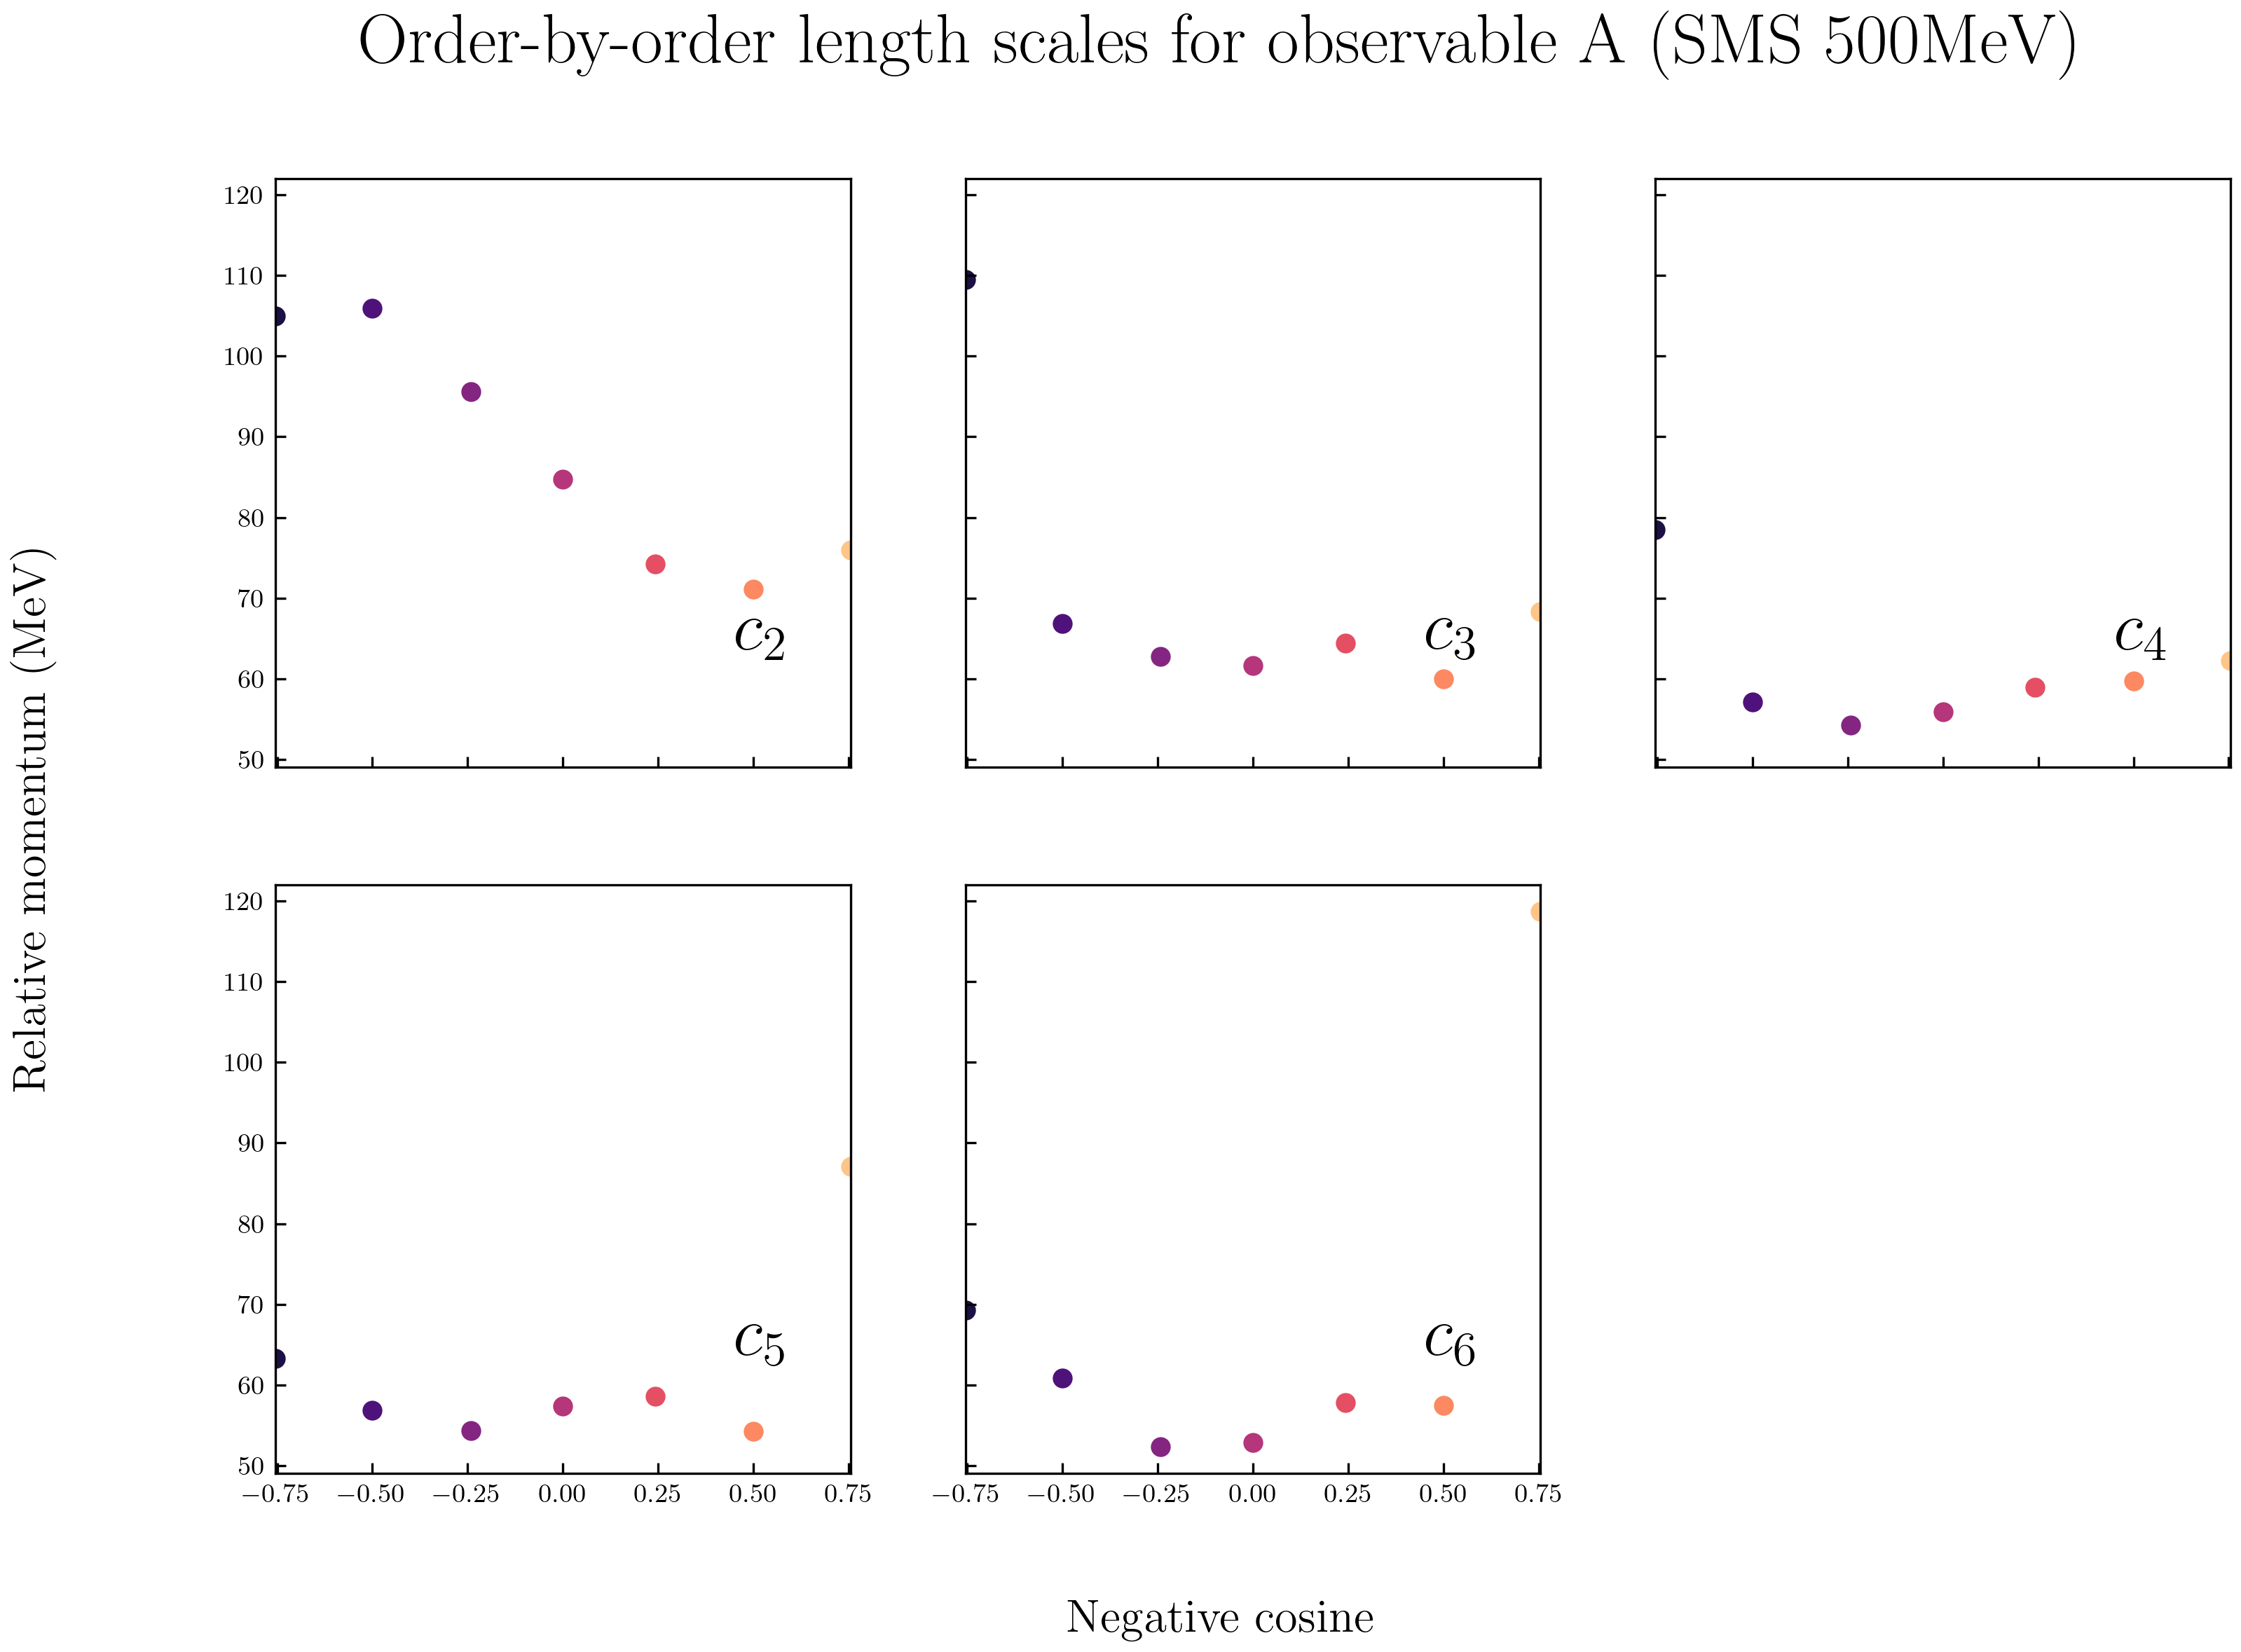 Order-by-order length scales for observable A (SMS 500MeV)
Relative momentum (MeV)
120
110
100
90
80
70
60
50
c₂
c₃
c₄
120
110
100
90
80
70
60
50
c₅
c₆
−0.75 −0.50 −0.25 0.00 0.25 0.50 0.75
−0.75 −0.50 −0.25 0.00 0.25 0.50 0.75
Negative cosine